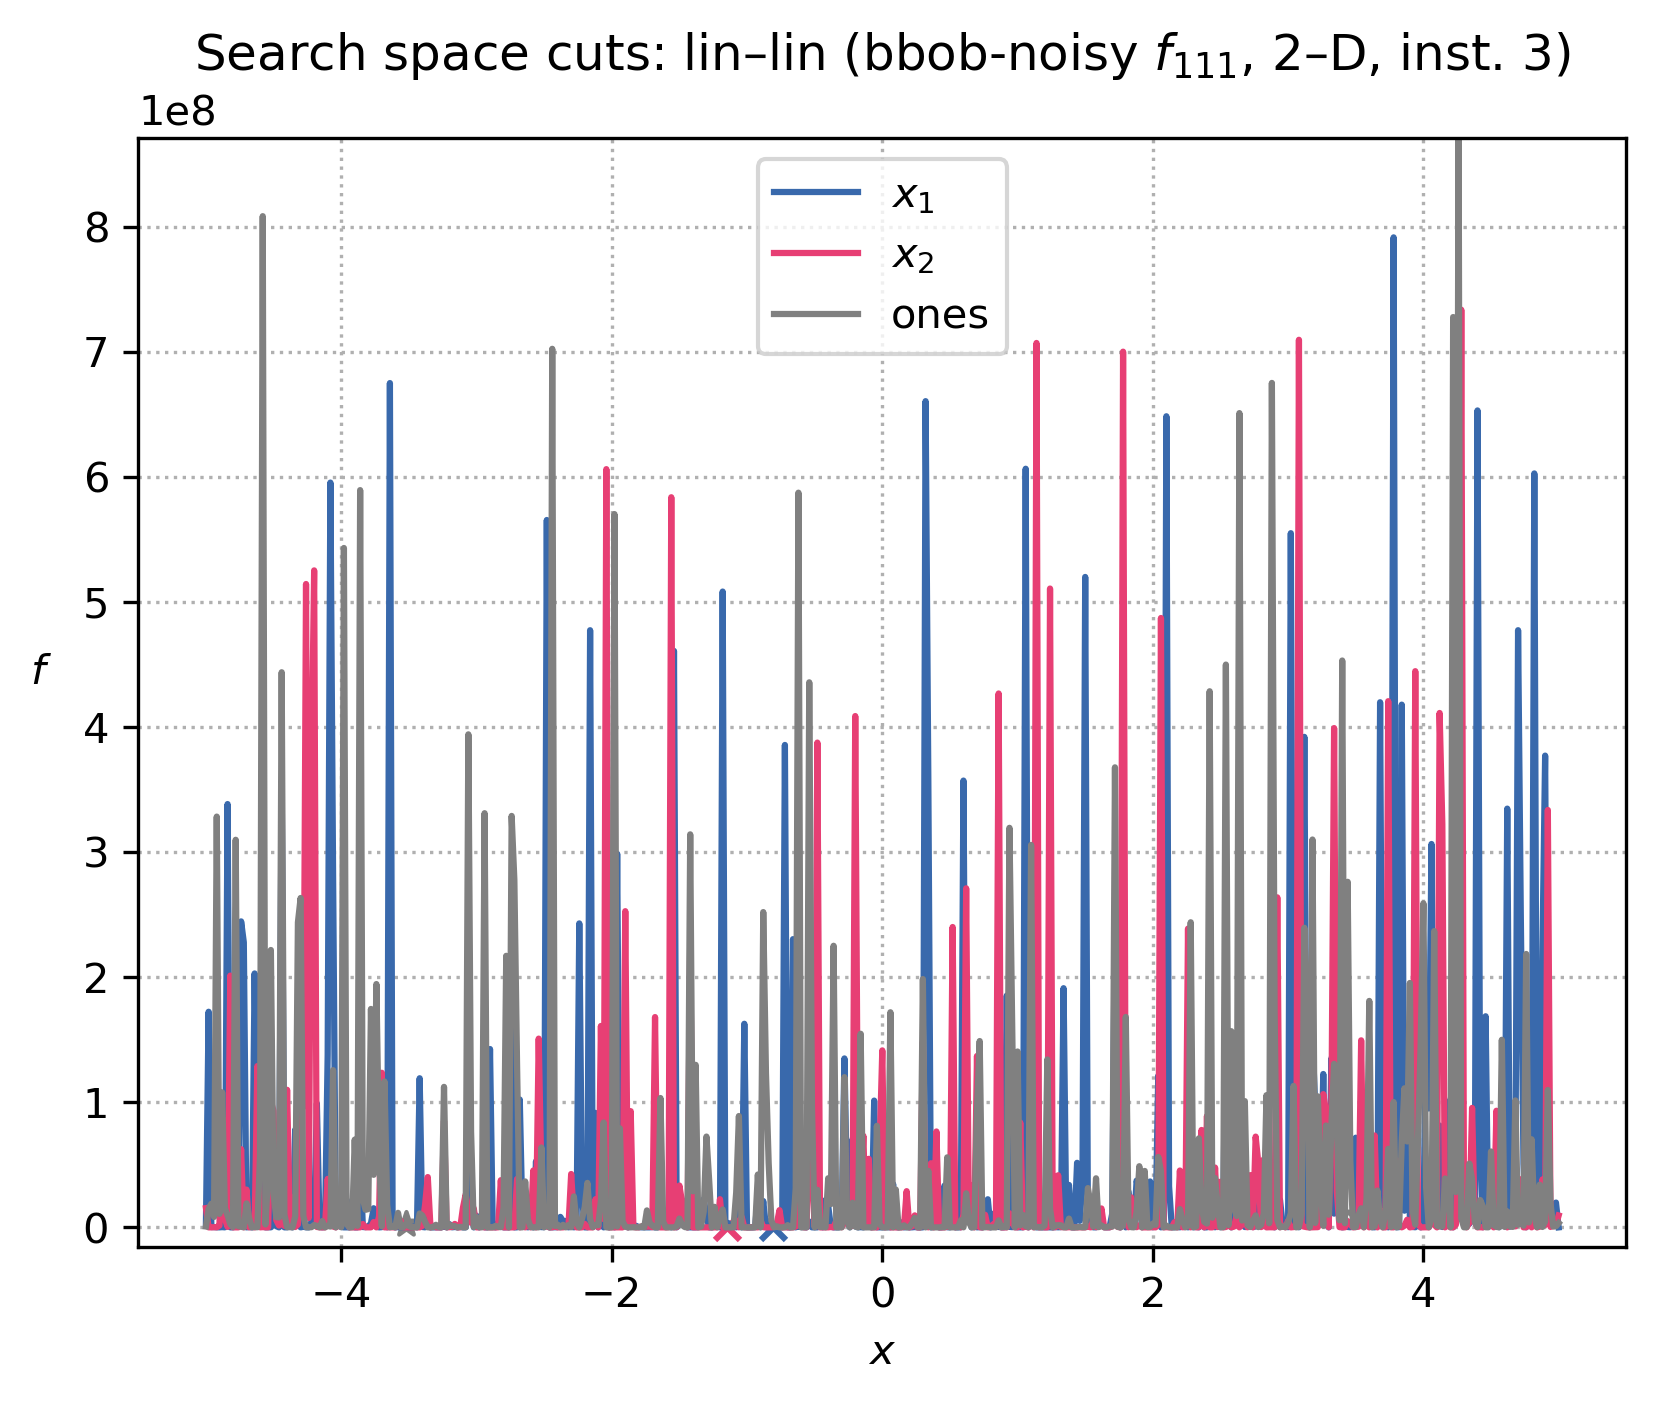 Search space cuts: lin–lin (bbob-noisy f₁₁₁, 2–D, inst. 3)
1e8
x₁
x₂
ones
8
7
6
5
4
3
2
1
0
f
−4 −2 0 2 4
x